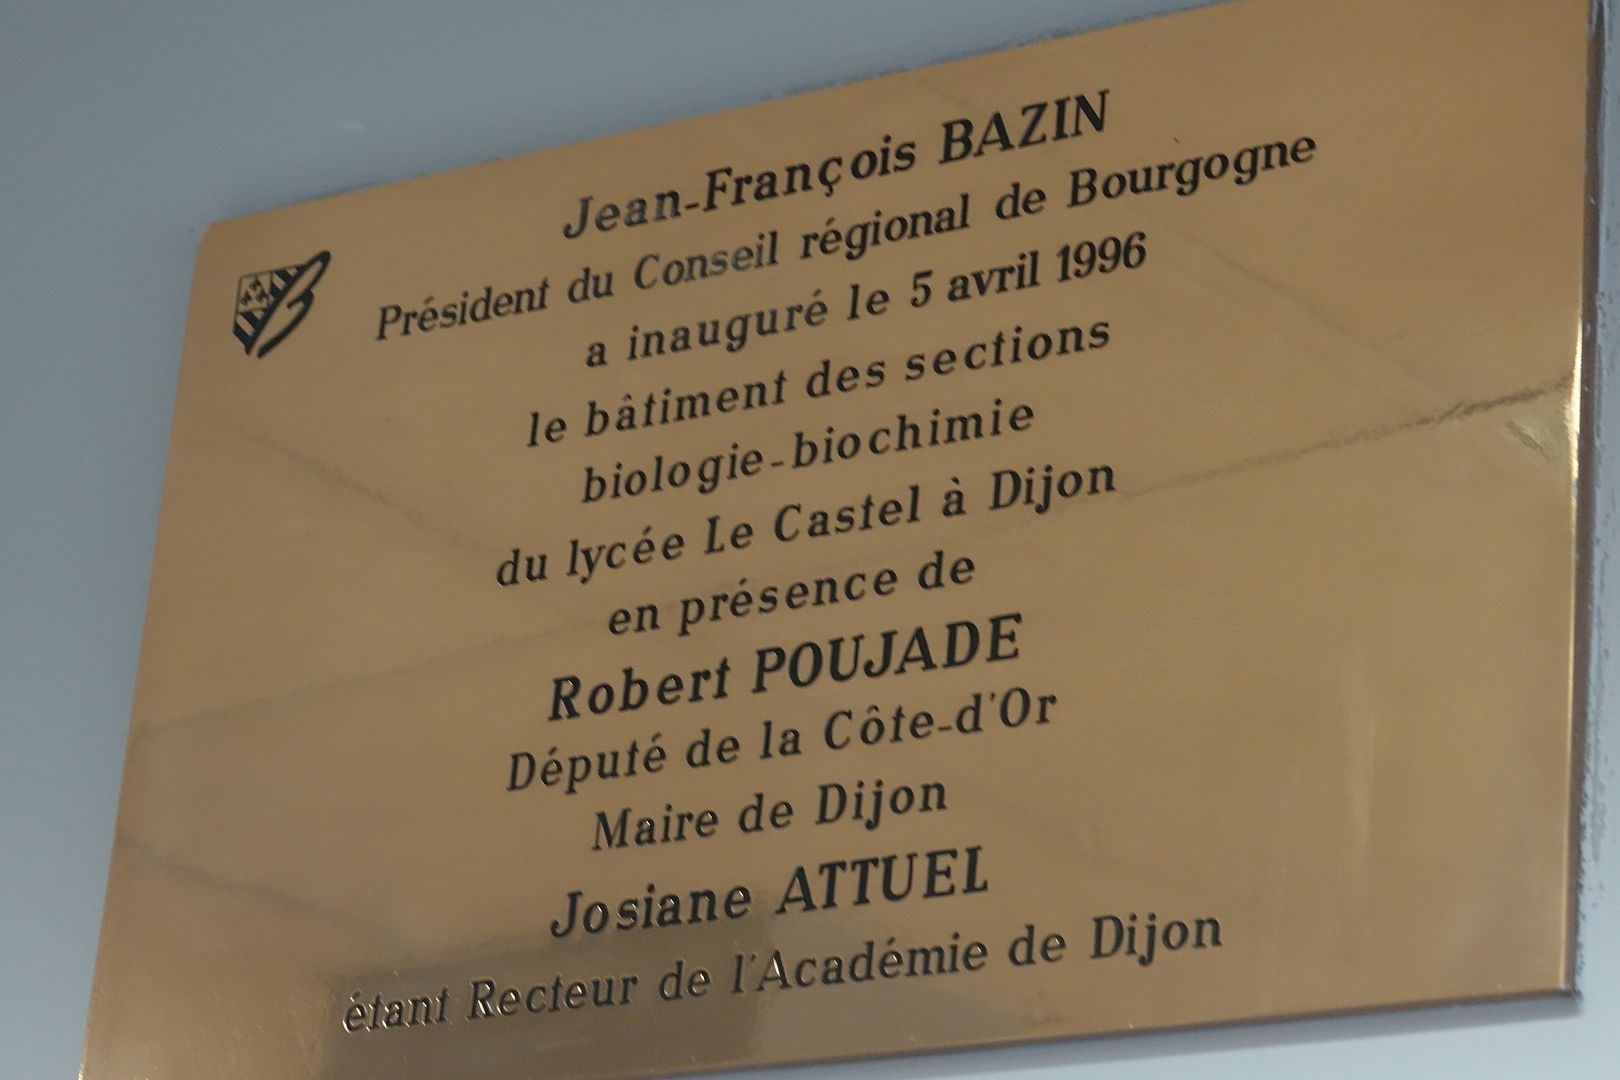 Jean-François BAZIN
Président du Conseil régional de Bourgogne
a inauguré le 5 avril 1996
le bâtiment des sections
biologie-biochimie
du lycée Le Castel à Dijon
en présence de
Robert POUJADE
Député de la Côte-d'Or
Maire de Dijon
Josiane ATTUEL
étant Recteur de l'Académie de Dijon